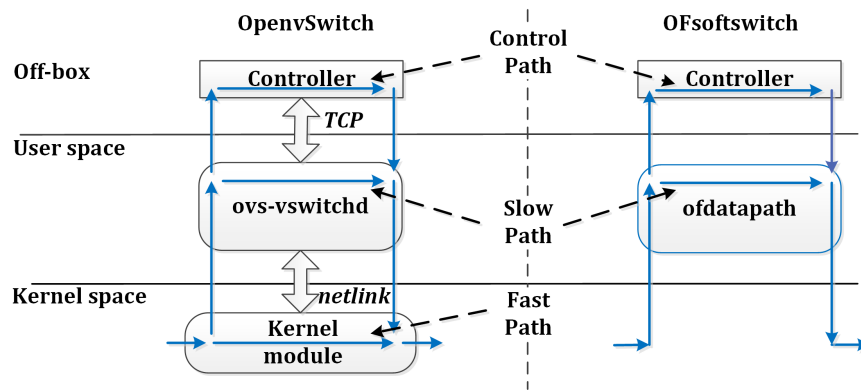 OpenvSwitch
OFsoftswitch
Control
Path
Off-box
Controller
Controller
TCP
User space
ovs-vswitchd
Slow
Path
ofdatapath
Kernel space
netlink
Fast
Path
Kernel
module